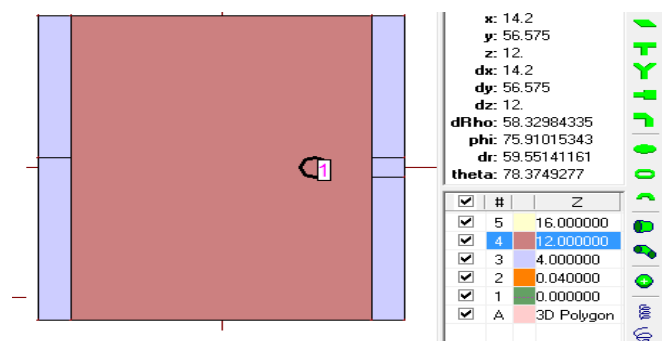 x: 14.2
y: 56.575
z: 12.
dx: 14.2
dy: 56.575
dz: 12.
dRho: 58.32984335
phi: 75.91015343
dr: 59.55141161
theta: 78.3749277
1
# Z
5 16.000000
4 12.000000
3 4.000000
2 0.040000
1 0.000000
A 3D Polygon